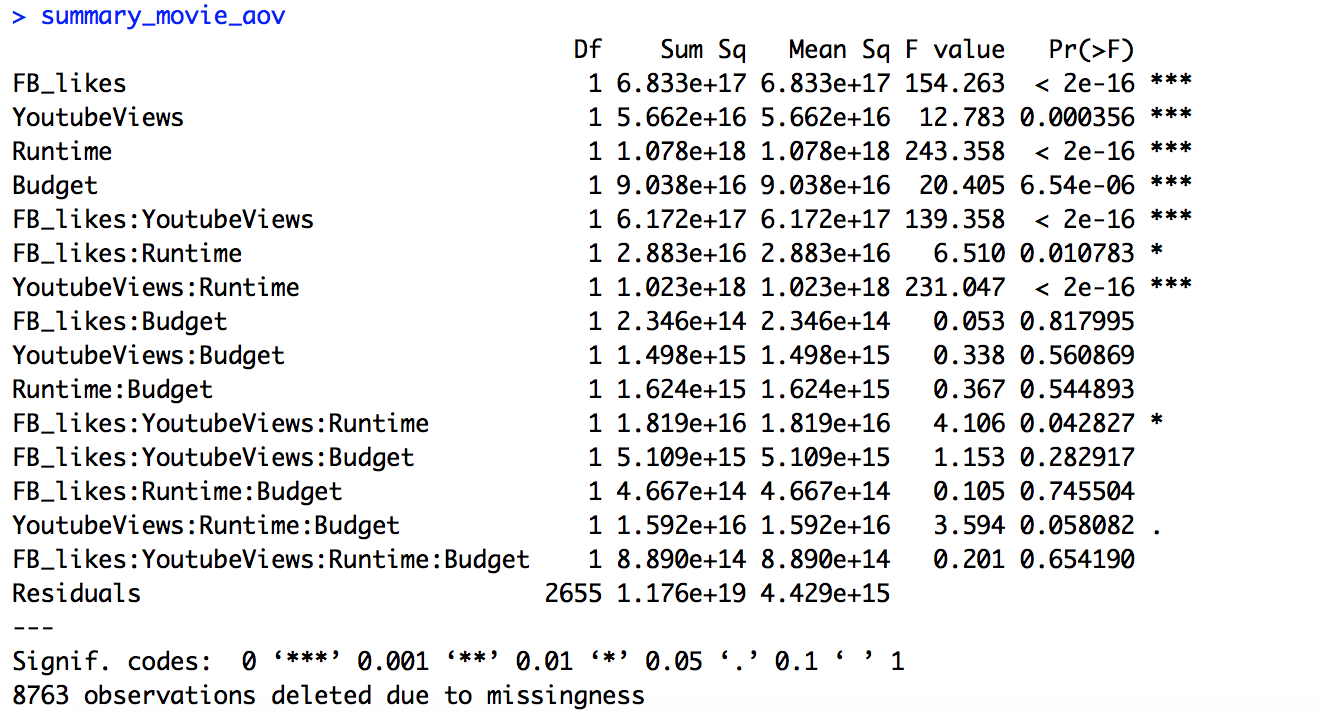 > summary_movie_aov
Df Sum Sq Mean Sq F value Pr(>F)
FB_likes 1 6.833e+17 6.833e+17 154.263 < 2e-16 ***
YoutubeViews 1 5.662e+16 5.662e+16 12.783 0.000356 ***
Runtime 1 1.078e+18 1.078e+18 243.358 < 2e-16 ***
Budget 1 9.038e+16 9.038e+16 20.405 6.54e-06 ***
FB_likes:YoutubeViews 1 6.172e+17 6.172e+17 139.358 < 2e-16 ***
FB_likes:Runtime 1 2.883e+16 2.883e+16 6.510 0.010783 *
YoutubeViews:Runtime 1 1.023e+18 1.023e+18 231.047 < 2e-16 ***
FB_likes:Budget 1 2.346e+14 2.346e+14 0.053 0.817995
YoutubeViews:Budget 1 1.498e+15 1.498e+15 0.338 0.560869
Runtime:Budget 1 1.624e+15 1.624e+15 0.367 0.544893
FB_likes:YoutubeViews:Runtime 1 1.819e+16 1.819e+16 4.106 0.042827 *
FB_likes:YoutubeViews:Budget 1 5.109e+15 5.109e+15 1.153 0.282917
FB_likes:Runtime:Budget 1 4.667e+14 4.667e+14 0.105 0.745504
YoutubeViews:Runtime:Budget 1 1.592e+16 1.592e+16 3.594 0.058082 .
FB_likes:YoutubeViews:Runtime:Budget 1 8.890e+14 8.890e+14 0.201 0.654190
Residuals 2655 1.176e+19 4.429e+15
---
Signif. codes: 0 ‘***’ 0.001 ‘**’ 0.01 ‘*’ 0.05 ‘.’ 0.1 ‘ ’ 1
8763 observations deleted due to missingness